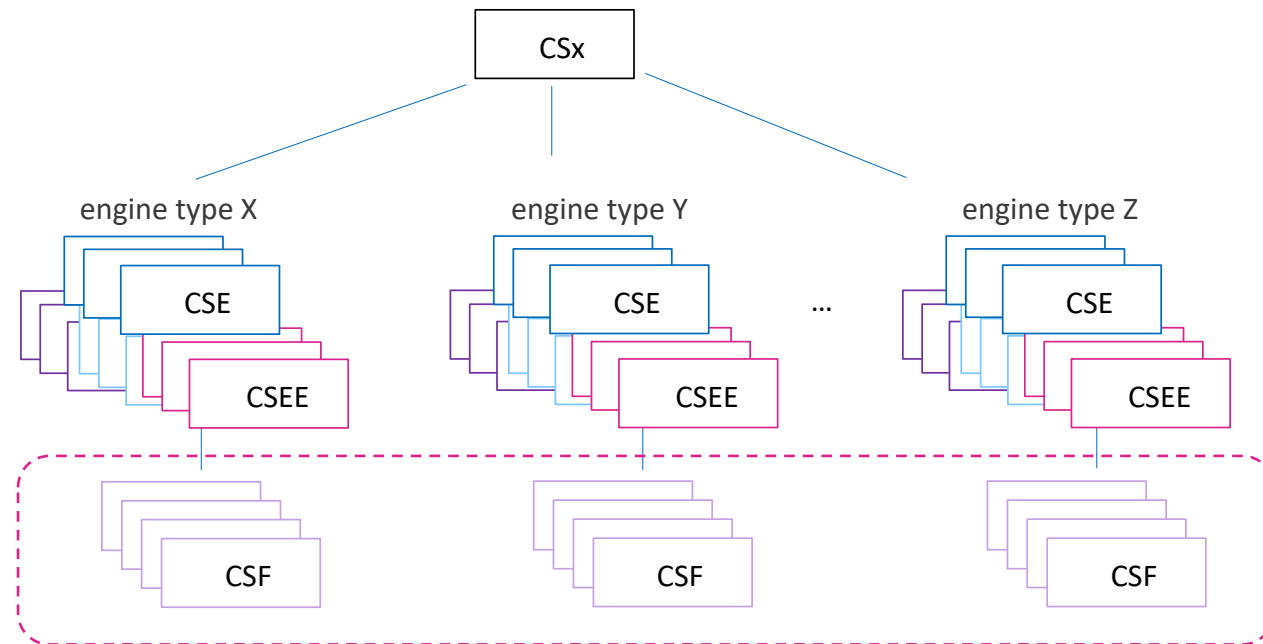 CSx
engine type X
engine type Y
engine type Z
CSE
CSE
...
CSE
CSEE
CSEE
CSEE
CSF
CSF
CSF